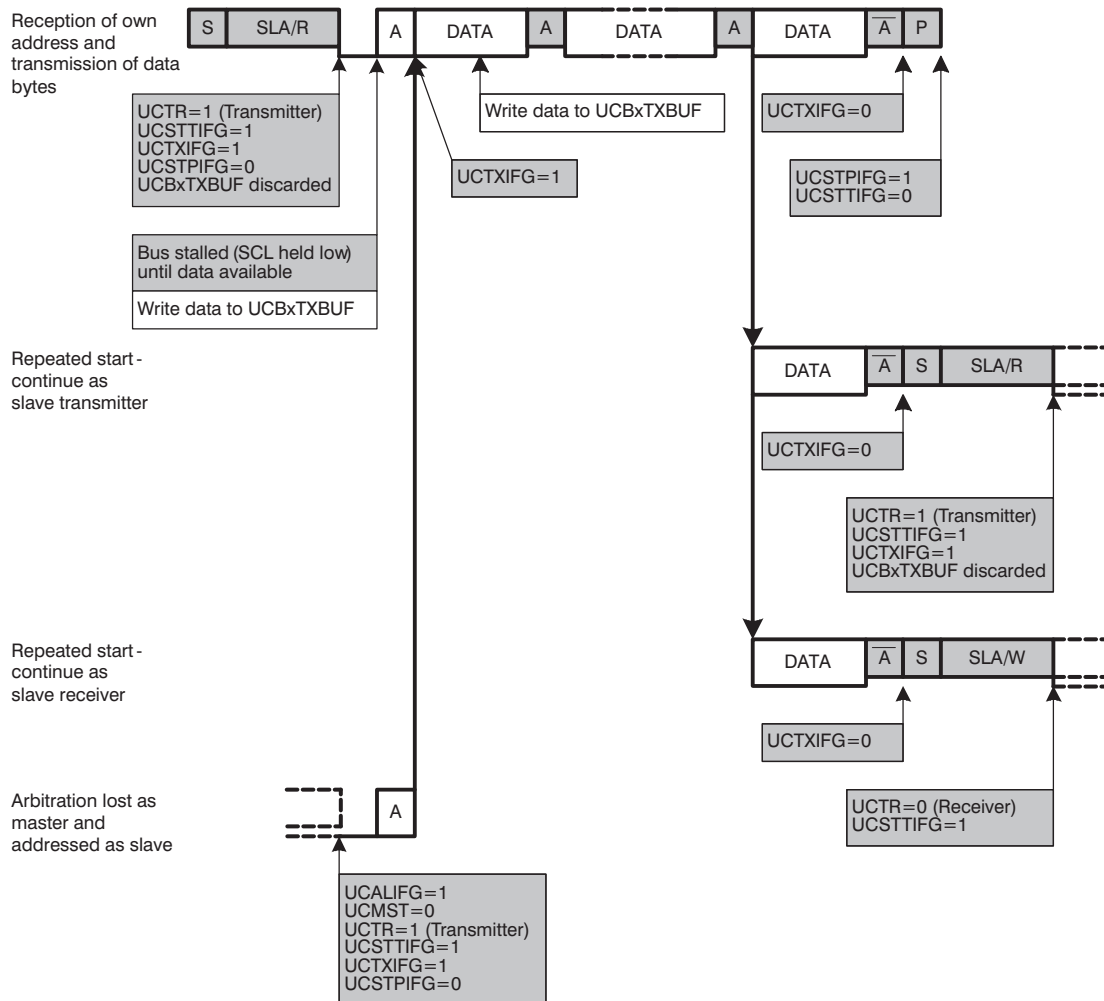 Reception of own
address and
transmission of data
bytes
S SLA/R A DATA A DATA A DATA A P
UCTR=1 (Transmitter)
UCSTTIFG=1
UCTXIFG=1
UCSTPIFG=0
UCBxTXBUF discarded
Write data to UCBxTXBUF
UCTXIFG=1
UCTXIFG=0
UCSTPIFG=1
UCSTTIFG=0
Bus stalled (SCL held low)
until data available
Write data to UCBxTXBUF
Repeated start-
continue as
slave transmitter
DATA A S SLA/R
UCTXIFG=0
UCTR=1 (Transmitter)
UCSTTIFG=1
UCTXIFG=1
UCBxTXBUF discarded
Repeated start-
continue as
slave receiver
DATA A S SLA/W
UCTXIFG=0
UCTR=0 (Receiver)
UCSTTIFG=1
Arbitration lost as
master and
addressed as slave
A
UCALIFG=1
UCMST=0
UCTR=1 (Transmitter)
UCSTTIFG=1
UCTXIFG=1
UCSTPIFG=0